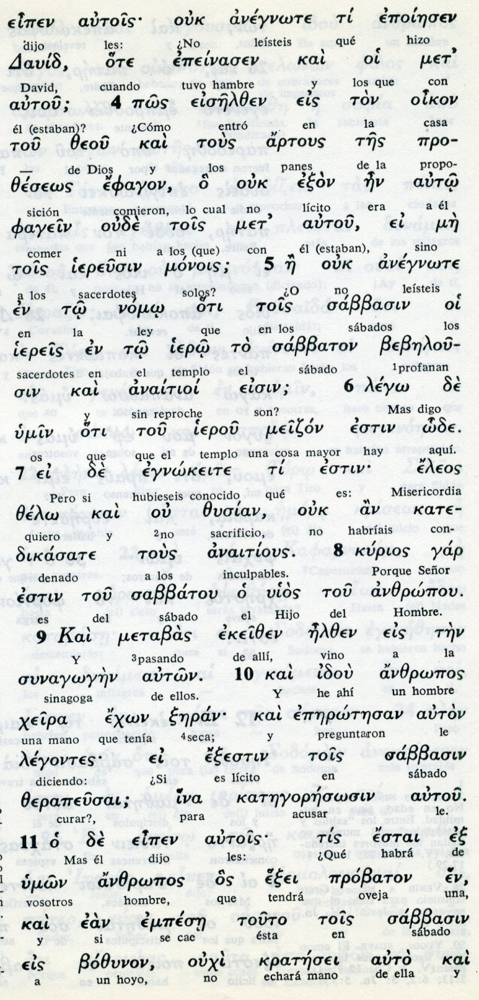 εἶπεν αὐτοῖς· οὐκ ἀνέγνωτε τί ἐποίησεν
dijo les: ¿No leísteis qué hizo
Δαυίδ, ὅτε ἐπείνασεν καὶ οἱ μετ’
David, cuando tuvo hambre y los que con
αὐτοῦ; 4 πῶς εἰσῆλθεν εἰς τὸν οἶκον
él (estaban)? ¿Cómo entró en la casa
τοῦ θεοῦ καὶ τοὺς ἄρτους τῆς προ-
— de Dios y los panes de la propo-
θέσεως ἔφαγον, ὃ οὐκ ἐξὸν ἦν αὐτῷ
sición comieron, lo cual no lícito era a él
φαγεῖν οὐδὲ τοῖς μετ’ αὐτοῦ, εἰ μὴ
comer ni a los (que) con él (estaban), sino
τοῖς ἱερεῦσιν μόνοις; 5 ἢ οὐκ ἀνέγνωτε
a los sacerdotes solos? ¿O no leísteis
ἐν τῷ νόμῳ ὅτι τοῖς σάββασιν οἱ
en la ley que en los sábados los
ἱερεῖς ἐν τῷ ἱερῷ τὸ σάββατον βεβηλοῦ-
sacerdotes en el templo el sábado ¹profanan
σιν καὶ ἀναίτιοί εἰσιν; 6 λέγω δὲ
y sin reproche son? Mas digo
ὑμῖν ὅτι τοῦ ἱεροῦ μεῖζόν ἐστιν ὧδε.
os que que el templo una cosa mayor hay aquí.
7 εἰ δὲ ἐγνώκειτε τί ἐστιν· ἔλεος
Pero si hubieseis conocido qué es: Misericordia
θέλω καὶ οὐ θυσίαν, οὐκ ἂν κατε-
quiero y ²no sacrificio, no habríais con-
δικάσατε τοὺς ἀναιτίους. 8 κύριος γάρ
denado a los inculpables. Porque Señor
ἐστιν τοῦ σαββάτου ὁ υἱὸς τοῦ ἀνθρώπου.
es del sábado el Hijo del Hombre.
9 Καὶ μεταβὰς ἐκεῖθεν ἦλθεν εἰς τὴν
Y ³pasando de allí, vino a la
συναγωγὴν αὐτῶν. 10 καὶ ἰδοὺ ἄνθρωπος
sinagoga de ellos. Y he ahí un hombre
χεῖρα ἔχων ξηράν· καὶ ἐπηρώτησαν αὐτὸν
una mano que tenía ⁴seca; y preguntaron le
λέγοντες· εἰ ἔξεστιν τοῖς σάββασιν
diciendo: ¿Si es lícito en sábado
θεραπεῦσαι; ἵνα κατηγορήσωσιν αὐτοῦ.
curar?, para acusar le.
11 ὁ δὲ εἶπεν αὐτοῖς· τίς ἔσται ἐξ
Mas él dijo les: ¿Qué habrá de
ὑμῶν ἄνθρωπος ὃς ἕξει πρόβατον ἕν,
vosotros hombre, que tendrá oveja una,
καὶ ἐὰν ἐμπέσῃ τοῦτο τοῖς σάββασιν
y si se cae ésta en sábado
εἰς βόθυνον, οὐχὶ κρατήσει αὐτὸ καὶ
a un hoyo, no echará mano de ella y